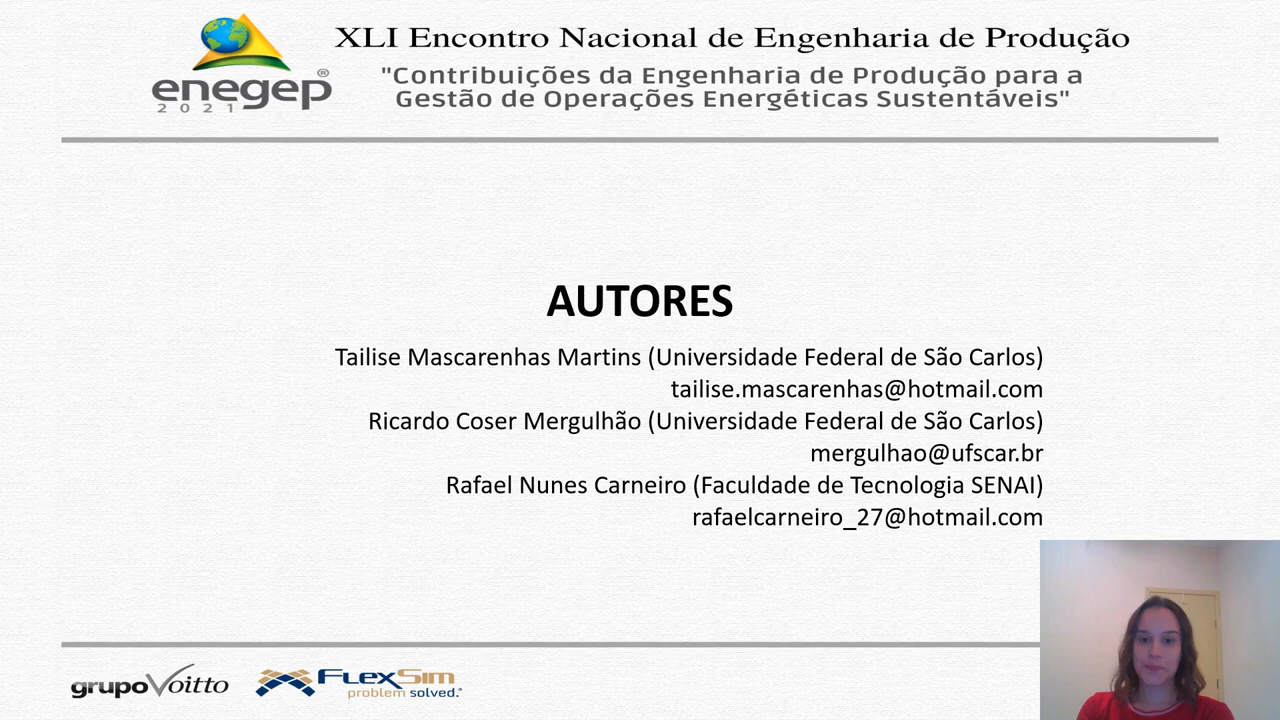 enegep®
2021
XLI Encontro Nacional de Engenharia de Produção
"Contribuições da Engenharia de Produção para a
Gestão de Operações Energéticas Sustentáveis"
AUTORES
Tailise Mascarenhas Martins (Universidade Federal de São Carlos)
tailise.mascarenhas@hotmail.com
Ricardo Coser Mergulhão (Universidade Federal de São Carlos)
mergulhao@ufscar.br
Rafael Nunes Carneiro (Faculdade de Tecnologia SENAI)
rafaelcarneiro_27@hotmail.com
grupoVoitto
FLEXSIM
problem solved.®